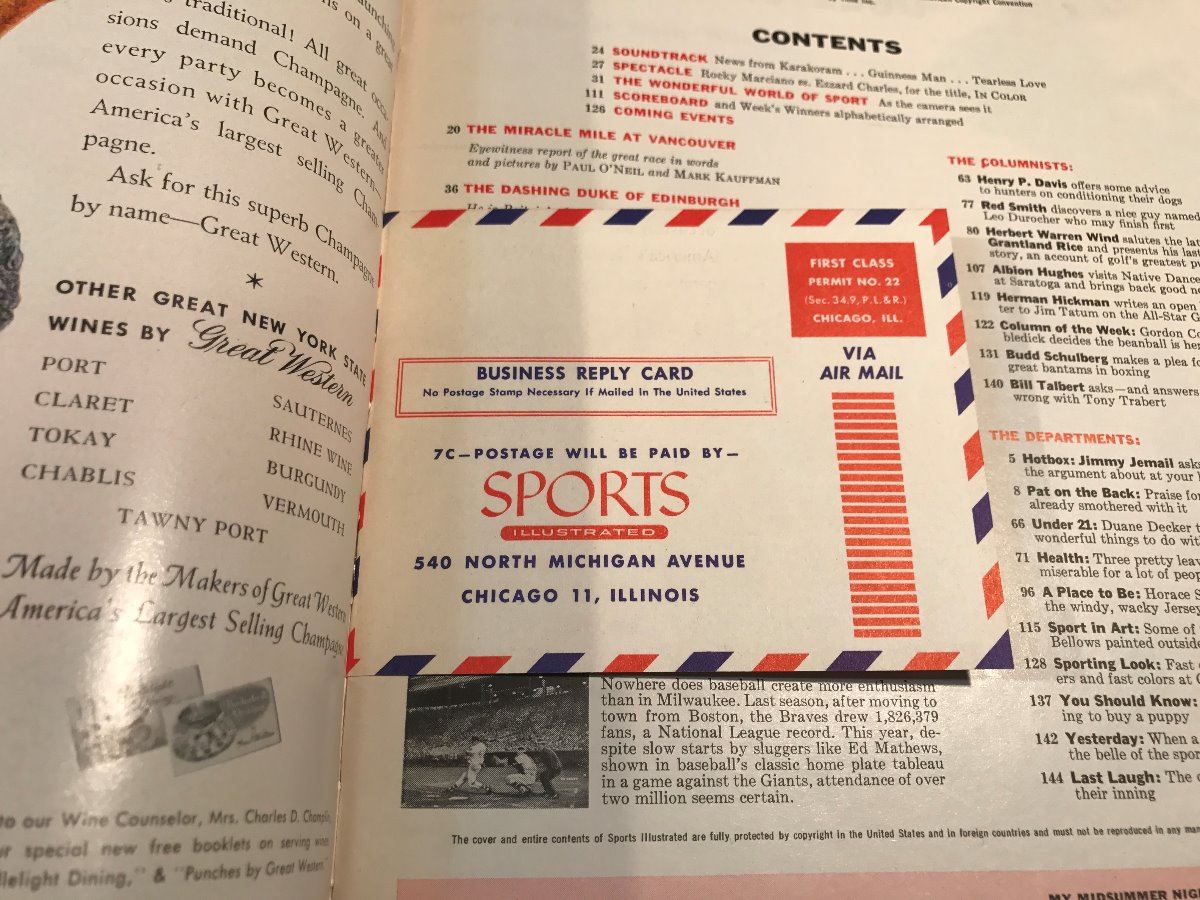 traditional! All great occa-
sions demand Champagne. And
every party becomes a greater
occasion with Great Western—
America's largest selling Cham-
pagne.
Ask for this superb Champagne
by name—Great Western.
OTHER GREAT NEW YORK STATE
WINES BY Great Western
PORT
CLARET
TOKAY
CHABLIS
SAUTERNES
RHINE WINE
BURGUNDY
VERMOUTH
TAWNY PORT
Made by the Makers of Great Western
America's Largest Selling Champagne
to our Wine Counselor, Mrs. Charles D. Champlin
special new free booklets on serving wines
Dining," & "Punches by Great Western."
Copyright Convention
CONTENTS
24 SOUNDTRACK News from Karakoram . . . Guinness Man . . . Tearless Love
27 SPECTACLE Rocky Marciano vs. Ezzard Charles, for the title, IN COLOR
31 THE WONDERFUL WORLD OF SPORT As the camera sees it
111 SCOREBOARD and Week's Winners alphabetically arranged
126 COMING EVENTS
20 THE MIRACLE MILE AT VANCOUVER
Eyewitness report of the great race in words
and pictures by PAUL O'NEIL and MARK KAUFFMAN
36 THE DASHING DUKE OF EDINBURGH
FIRST CLASS
PERMIT NO. 22
(Sec. 34.9, P.L.&R.)
CHICAGO, ILL.
VIA
AIR MAIL
BUSINESS REPLY CARD
No Postage Stamp Necessary If Mailed In The United States
7C—POSTAGE WILL BE PAID BY—
SPORTS
ILLUSTRATED
540 NORTH MICHIGAN AVENUE
CHICAGO 11, ILLINOIS
Nowhere does baseball create more enthusiasm
than in Milwaukee. Last season, after moving to
town from Boston, the Braves drew 1,826,379
fans, a National League record. This year, de-
spite slow starts by sluggers like Ed Mathews,
shown in baseball's classic home plate tableau
in a game against the Giants, attendance of over
two million seems certain.
THE COLUMNISTS:
63 Henry P. Davis offers some advice
to hunters on conditioning their dogs
77 Red Smith discovers a nice guy named
Leo Durocher who may finish first
80 Herbert Warren Wind salutes the
Grantland Rice and presents his last
story, an account of golf's greatest
107 Albion Hughes visits Native Dancer
at Saratoga and brings back good
119 Herman Hickman writes an open
ter to Jim Tatum on the All-Star
122 Column of the Week: Gordon
bledick decides the beanball is
131 Budd Schulberg makes a plea
great bantams in boxing
140 Bill Talbert asks—and answers
wrong with Tony Trabert
THE DEPARTMENTS:
5 Hotbox: Jimmy Jemail
the argument about at your
8 Pat on the Back: Praise
already smothered with it
66 Under 21: Duane Decker
wonderful things to do
71 Health: Three pretty
miserable for a lot of
96 A Place to Be: Horace
the windy, wacky Jersey
115 Sport in Art: Some of
Bellows painted
128 Sporting Look: Fast
ers and fast colors at
137 You Should Know:
ing to buy a puppy
142 Yesterday: When a
the belle of the
144 Last Laugh: The
their inning
The cover and entire contents of Sports Illustrated are fully protected by copyright in the United States and in foreign countries and must not be reproduced in any
MY MIDSUMMER